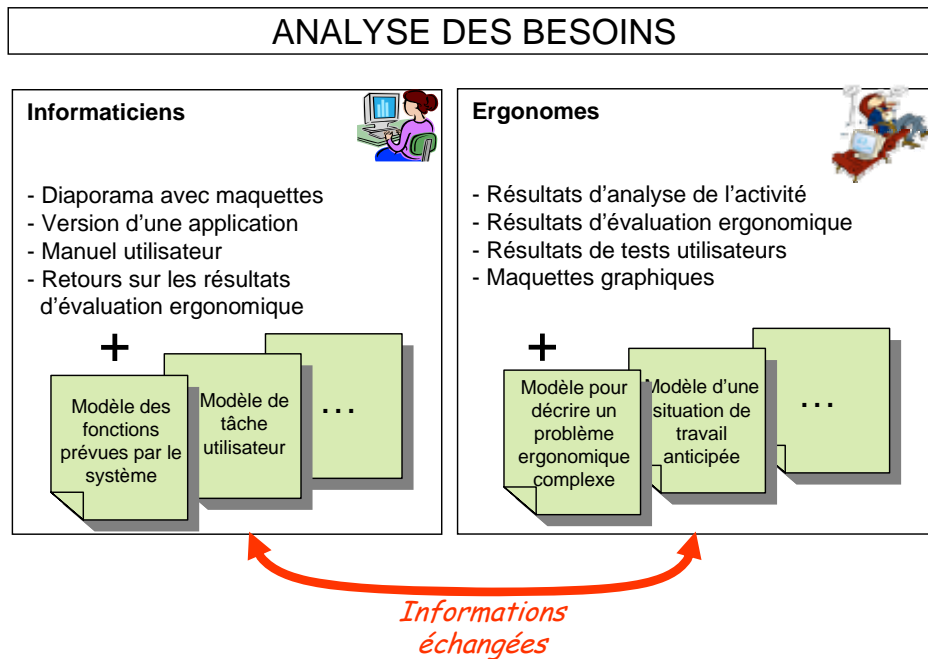 ANALYSE DES BESOINS
Informaticiens
- Diaporama avec maquettes
- Version d'une application
- Manuel utilisateur
- Retours sur les résultats
d'évaluation ergonomique
+
Modèle des
fonctions
prévues par le
système
Modèle de
tâche
utilisateur
...
Ergonomes
- Résultats d'analyse de l'activité
- Résultats d'évaluation ergonomique
- Résultats de tests utilisateurs
- Maquettes graphiques
+
Modèle pour
décrire un
problème
ergonomique
complexe
Modèle d'une
situation de
travail
anticipée
...
Informations
échangées